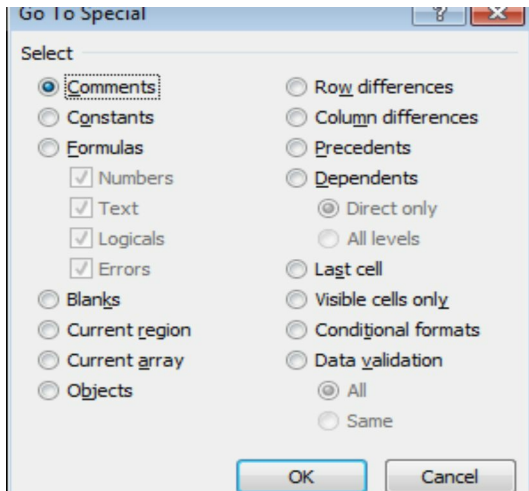 Go To Special
Select
Comments
Constants
Formulas
Numbers
Text
Logicals
Errors
Blanks
Current region
Current array
Objects
Row differences
Column differences
Precedents
Dependents
Direct only
All levels
Last cell
Visible cells only
Conditional formats
Data validation
All
Same
OK
Cancel